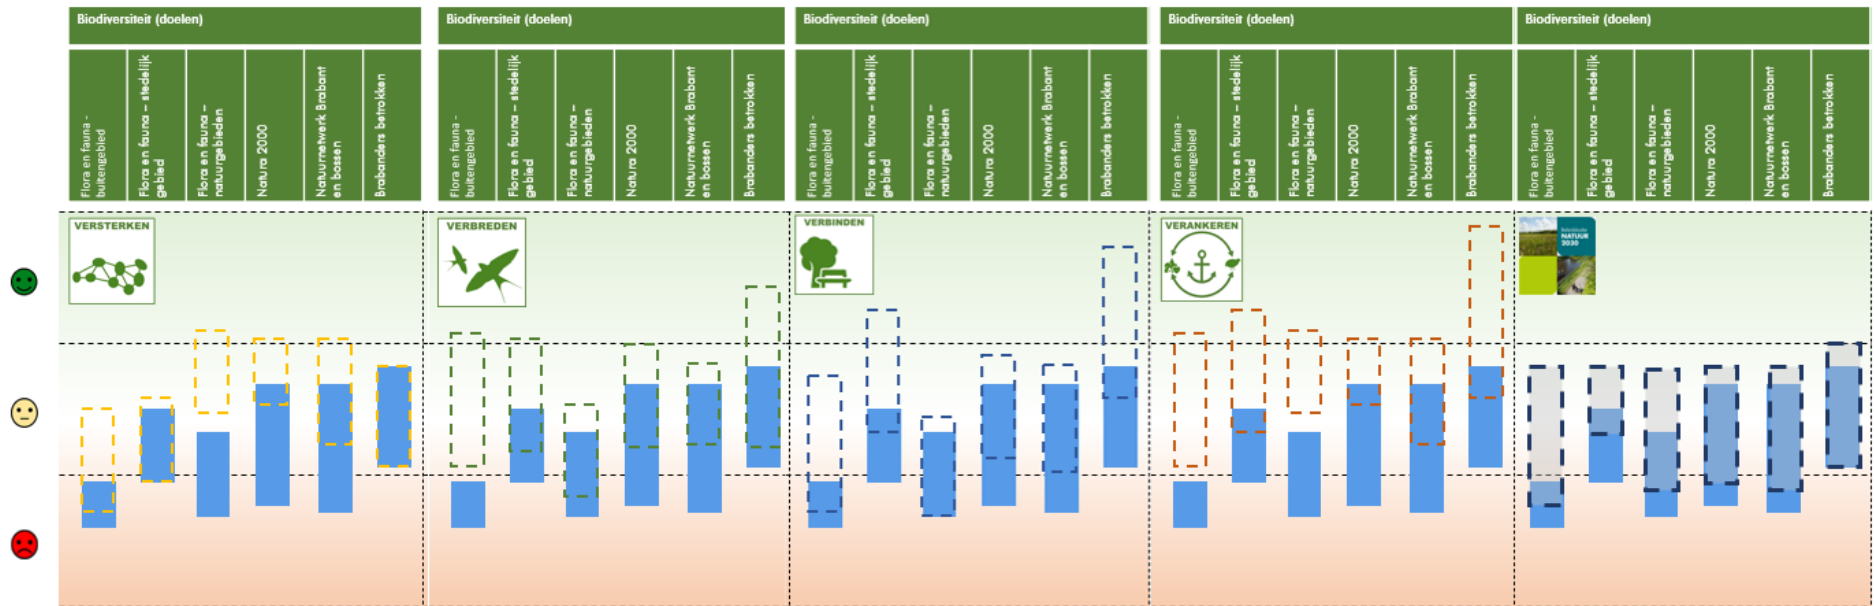 Biodiversiteit (doelen)
Flora en fauna -
buitengebied
Flora en fauna – stedelijk
gebied
Flora en fauna –
natuurgebieden
Natura 2000
Natuurnetwerk Brabant
en bossen
Brabanders betrokken
VERSTERKEN
Biodiversiteit (doelen)
Flora en fauna -
buitengebied
Flora en fauna – stedelijk
gebied
Flora en fauna –
natuurgebieden
Natura 2000
Natuurnetwerk Brabant
en bossen
Brabanders betrokken
VERBREDEN
Biodiversiteit (doelen)
Flora en fauna -
buitengebied
Flora en fauna – stedelijk
gebied
Flora en fauna –
natuurgebieden
Natura 2000
Natuurnetwerk Brabant
en bossen
Brabanders betrokken
VERBINDEN
Biodiversiteit (doelen)
Flora en fauna -
buitengebied
Flora en fauna – stedelijk
gebied
Flora en fauna –
natuurgebieden
Natura 2000
Natuurnetwerk Brabant
en bossen
Brabanders betrokken
VERANKEREN
Biodiversiteit (doelen)
Flora en fauna -
buitengebied
Flora en fauna – stedelijk
gebied
Flora en fauna –
natuurgebieden
Natura 2000
Natuurnetwerk Brabant
en bossen
Brabanders betrokken
NATUUR
2030